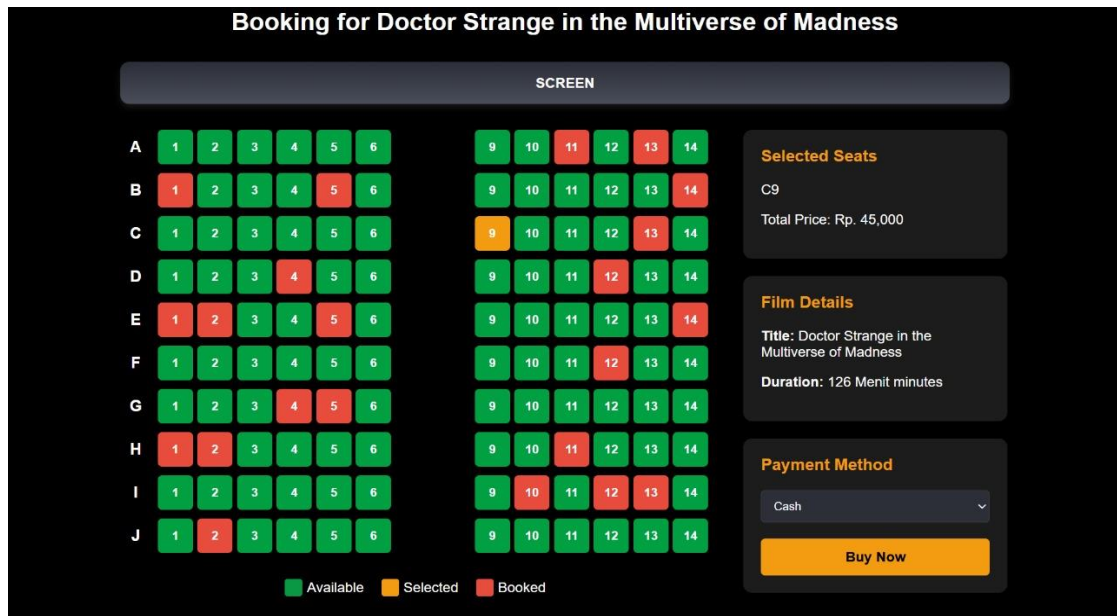 Booking for Doctor Strange in the Multiverse of Madness
SCREEN
A 1 2 3 4 5 6 9 10 11 12 13 14
B 1 2 3 4 5 6 9 10 11 12 13 14
C 1 2 3 4 5 6 9 10 11 12 13 14
D 1 2 3 4 5 6 9 10 11 12 13 14
E 1 2 3 4 5 6 9 10 11 12 13 14
F 1 2 3 4 5 6 9 10 11 12 13 14
G 1 2 3 4 5 6 9 10 11 12 13 14
H 1 2 3 4 5 6 9 10 11 12 13 14
I 1 2 3 4 5 6 9 10 11 12 13 14
J 1 2 3 4 5 6 9 10 11 12 13 14
Available Selected Booked
Selected Seats
C9
Total Price: Rp. 45,000
Film Details
Title: Doctor Strange in the
Multiverse of Madness
Duration: 126 Menit minutes
Payment Method
Cash
Buy Now